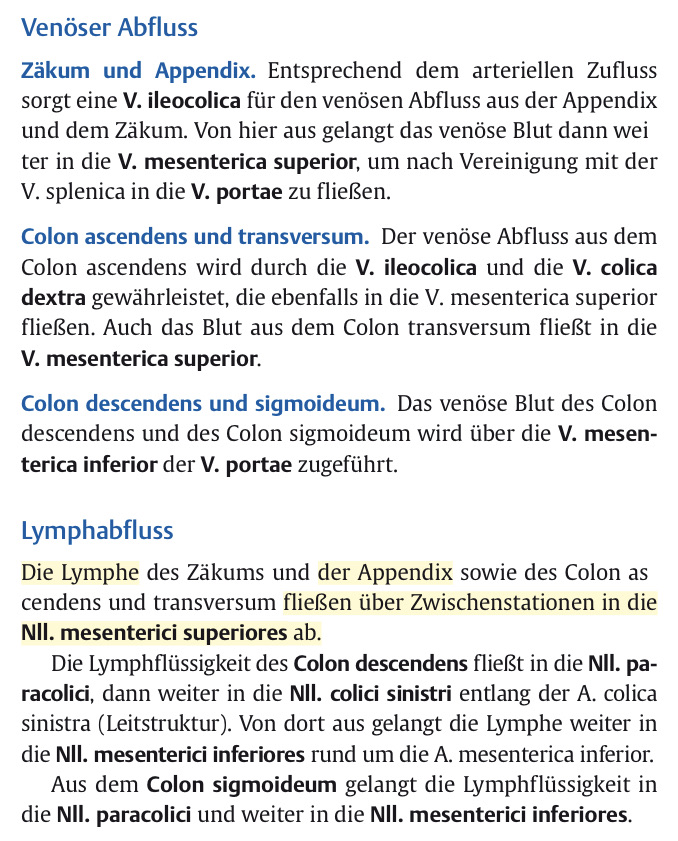 Venöser Abfluss
Zäkum und Appendix. Entsprechend dem arteriellen Zufluss
sorgt eine V. ileocolica für den venösen Abfluss aus der Appendix
und dem Zäkum. Von hier aus gelangt das venöse Blut dann wei
ter in die V. mesenterica superior, um nach Vereinigung mit der
V. splenica in die V. portae zu fließen.
Colon ascendens und transversum. Der venöse Abfluss aus dem
Colon ascendens wird durch die V. ileocolica und die V. colica
dextra gewährleistet, die ebenfalls in die V. mesenterica superior
fließen. Auch das Blut aus dem Colon transversum fließt in die
V. mesenterica superior.
Colon descendens und sigmoideum. Das venöse Blut des Colon
descendens und des Colon sigmoideum wird über die V. mesen-
terica inferior der V. portae zugeführt.
Lymphabfluss
Die Lymphe des Zäkums und der Appendix sowie des Colon as
cendens und transversum fließen über Zwischenstationen in die
Nll. mesenterici superiores ab.
Die Lymphflüssigkeit des Colon descendens fließt in die Nll. pa-
racolici, dann weiter in die Nll. colici sinistri entlang der A. colica
sinistra (Leitstruktur). Von dort aus gelangt die Lymphe weiter in
die Nll. mesenterici inferiores rund um die A. mesenterica inferior.
Aus dem Colon sigmoideum gelangt die Lymphflüssigkeit in
die Nll. paracolici und weiter in die Nll. mesenterici inferiores.